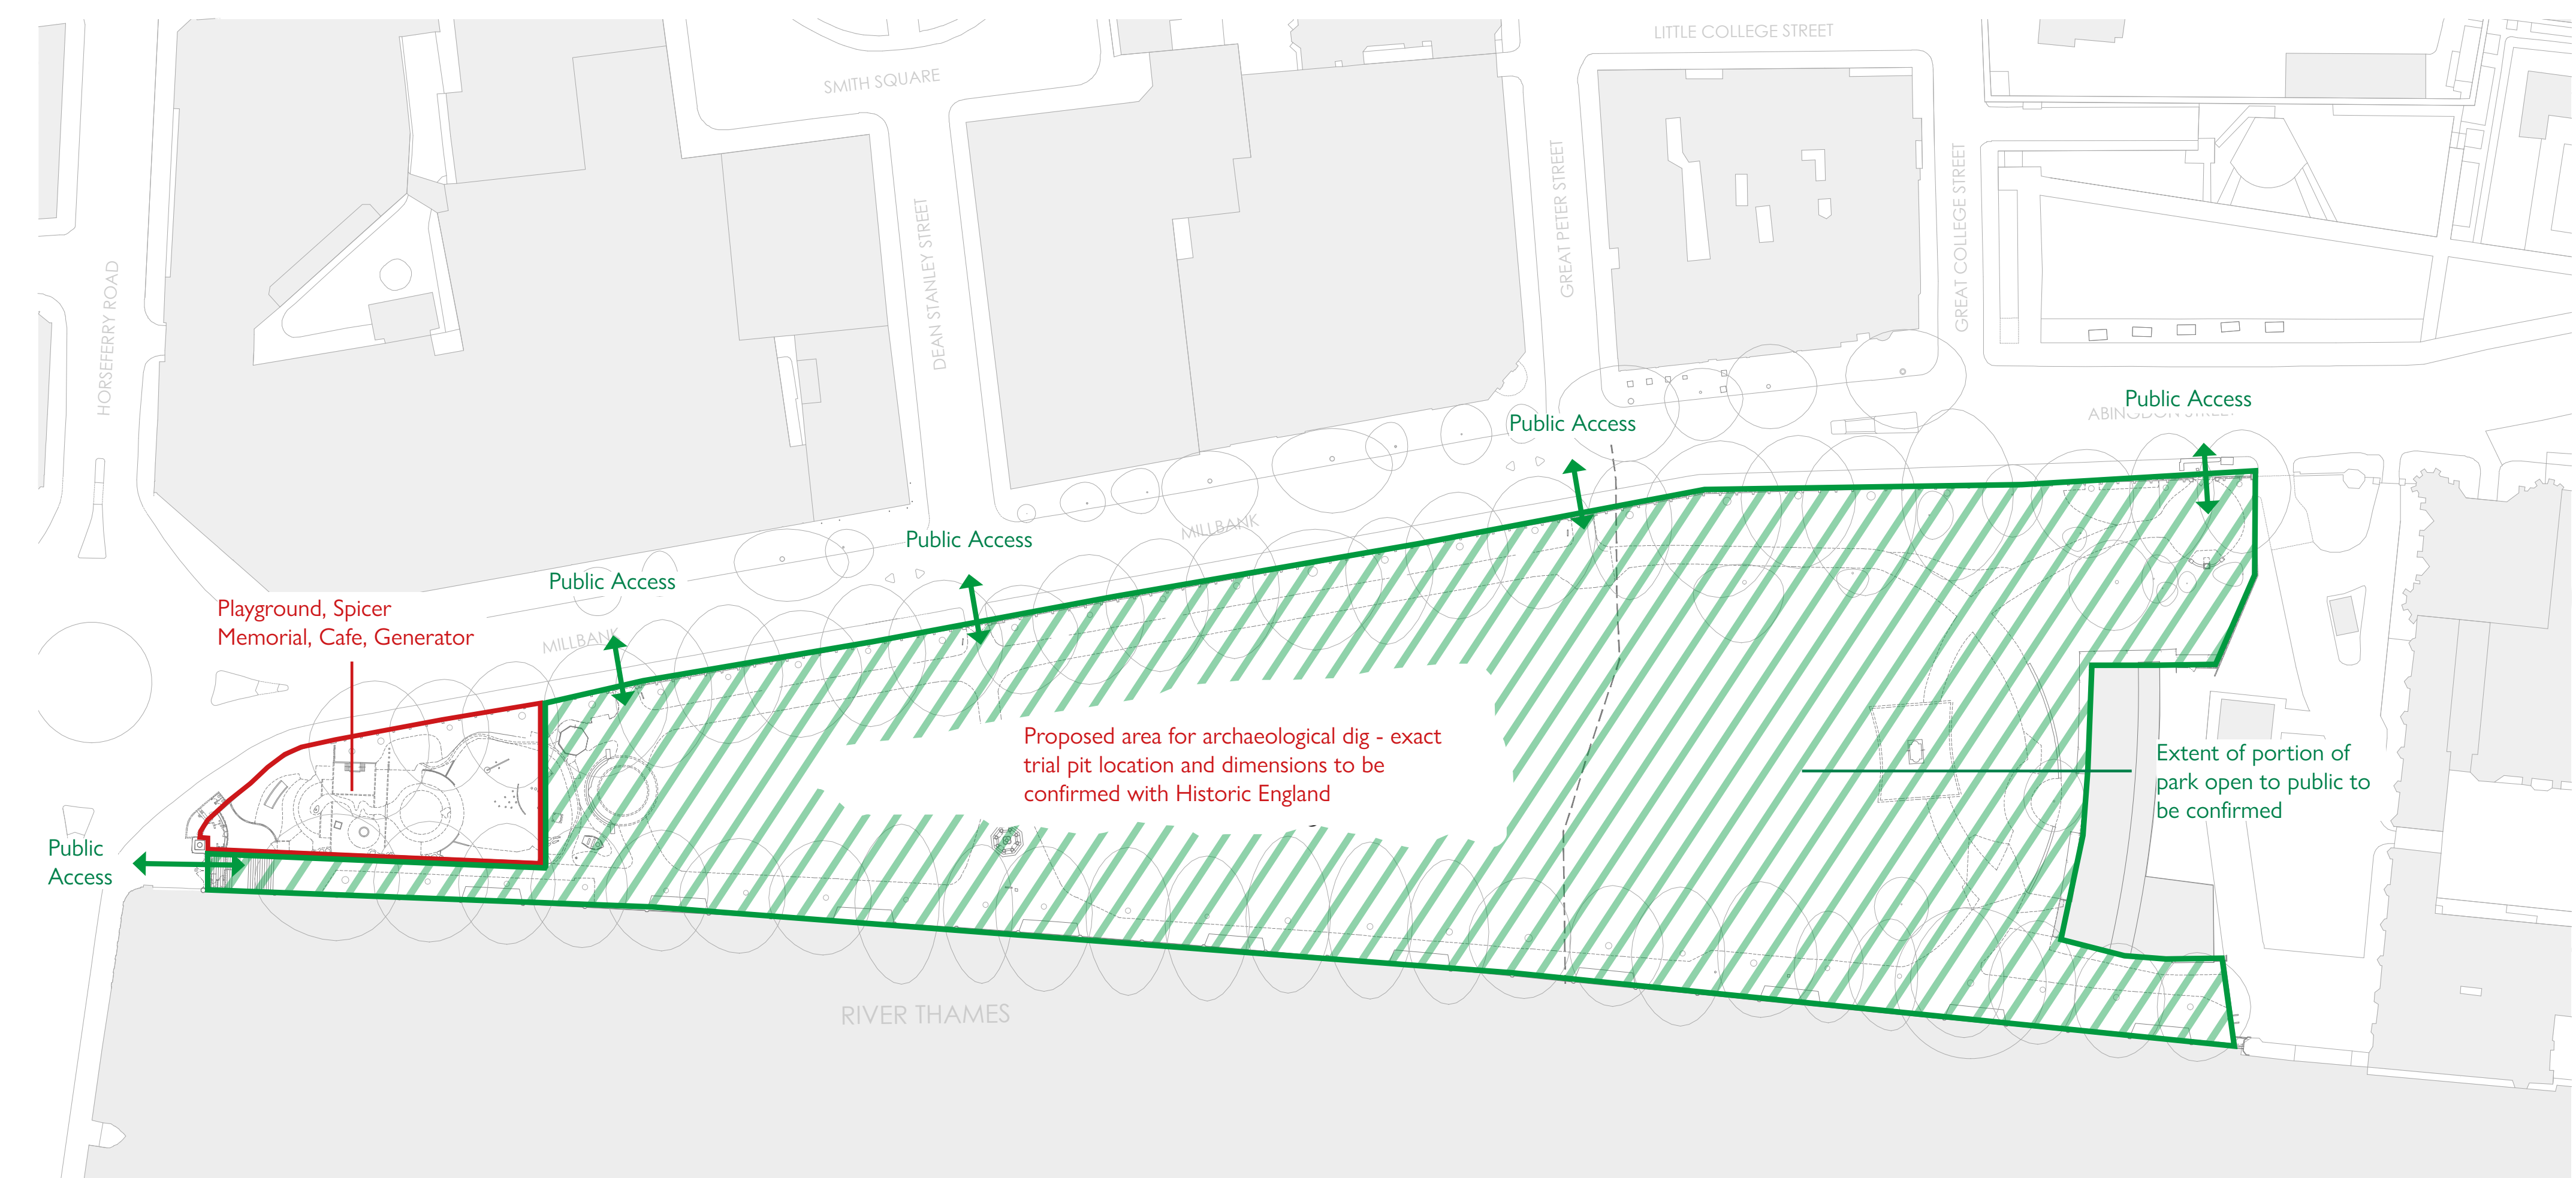 LITTLE COLLEGE STREET
SMITH SQUARE
HORSEFERRY ROAD
DEAN STANLEY STREET
GREAT PETER STREET
GREAT COLLEGE STREET
Public Access
ABINGDON STREET
Public Access
MILLBANK
Public Access
Public Access
MILLBANK
Playground, Spicer
Memorial, Cafe, Generator
Proposed area for archaeological dig - exact
trial pit location and dimensions to be
confirmed with Historic England
Extent of portion of
park open to public to
be confirmed
Public
Access
RIVER THAMES